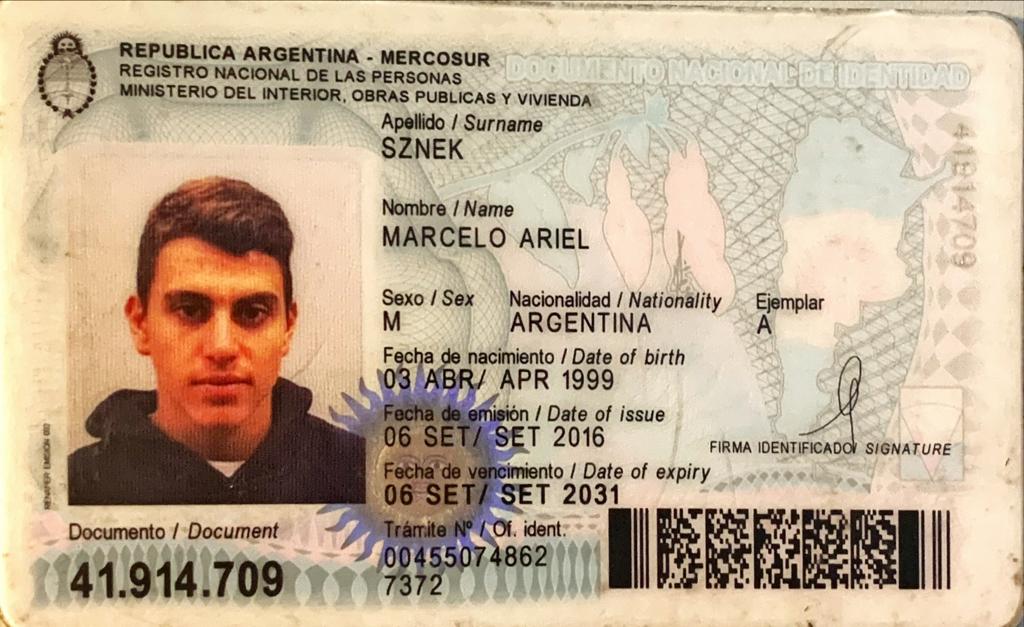 REPUBLICA ARGENTINA - MERCOSUR
REGISTRO NACIONAL DE LAS PERSONAS
MINISTERIO DEL INTERIOR, OBRAS PUBLICAS Y VIVIENDA
DOCUMENTO NACIONAL DE IDENTIDAD
Apellido / Surname
SZNEK
Nombre / Name
MARCELO ARIEL
Sexo / Sex Nacionalidad / Nationality Ejemplar
M ARGENTINA A
Fecha de nacimiento / Date of birth
03 ABR/ APR 1999
Fecha de emisión / Date of issue
06 SET/ SET 2016
FIRMA IDENTIFICADO/ SIGNATURE
Fecha de vencimiento / Date of expiry
06 SET/ SET 2031
Documento / Document
41.914.709
Trámite Nº / Of. ident.
00455074862
7372
41914709